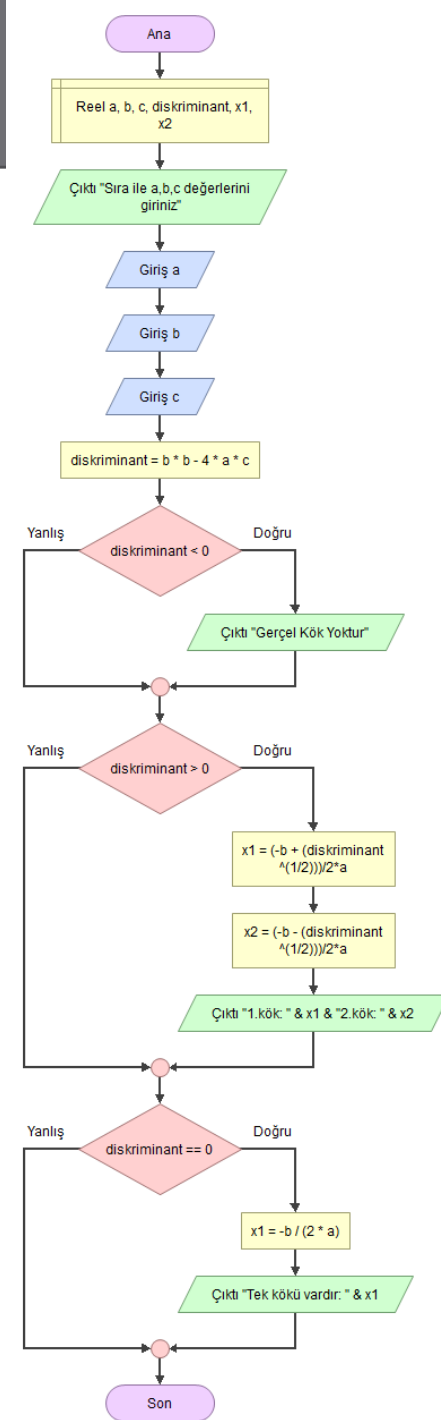 Ana
Reel a, b, c, diskriminant, x1,
x2
Çıktı "Sıra ile a,b,c değerlerini
giriniz"
Giriş a
Giriş b
Giriş c
diskriminant = b * b - 4 * a * c
Yanlış
Doğru
diskriminant < 0
Çıktı "Gerçel Kök Yoktur"
Yanlış
Doğru
diskriminant > 0
x1 = (-b + (diskriminant
^(1/2)))/2*a
x2 = (-b - (diskriminant
^(1/2)))/2*a
Çıktı "1.kök: " & x1 & "2.kök: " & x2
Yanlış
Doğru
diskriminant == 0
x1 = -b / (2 * a)
Çıktı "Tek kökü vardır: " & x1
Son